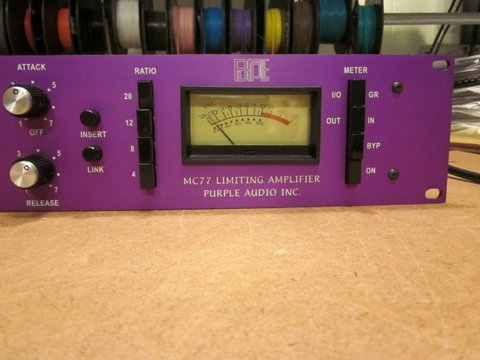 ATTACK
3 5
1 7
OFF
INSERT
LINK
3 5
1 7
RELEASE
RATIO
20
12
8
4
MC77 LIMITING AMPLIFIER
PURPLE AUDIO INC.
METER
I/O GR
OUT IN
BYP
ON